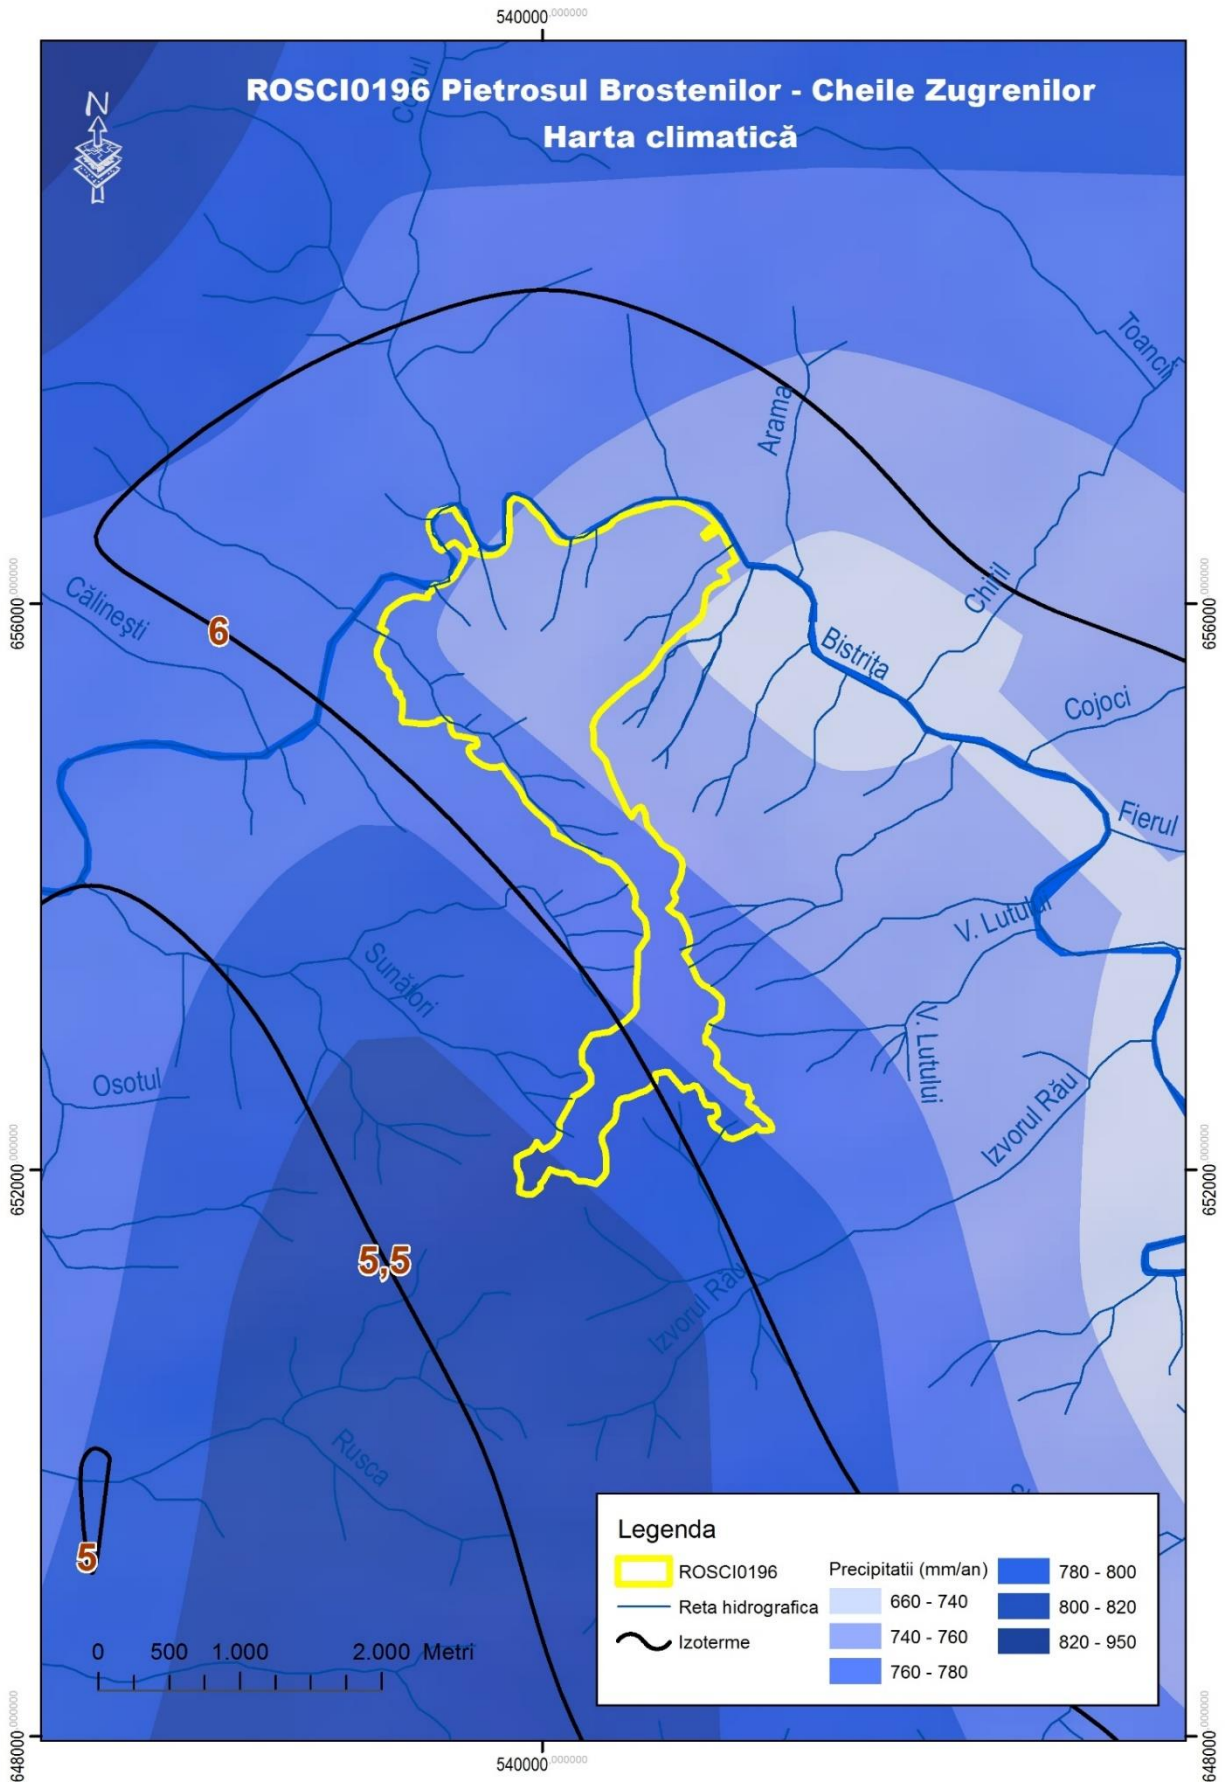 540000,000000
ROSCI0196 Pietrosul Brostenilor - Cheile Zugrenilor
Harta climatică
N
Arama
Chiril
656000,000000
656000,000000
Călineşti
6
Bistriţa
Cojoci
Fierul
V. Lutului
Sunători
V. Lutului
Osotul
Izvorul Rău
652000,000000
652000,000000
5,5
Izvorul Rău
Rusca
5
Legenda
ROSCI0196
Reta hidrografica
Izoterme
Precipitatii (mm/an)
660 - 740
740 - 760
760 - 780
780 - 800
800 - 820
820 - 950
0 500 1.000 2.000 Metri
648000,000000
648000,000000
540000,000000